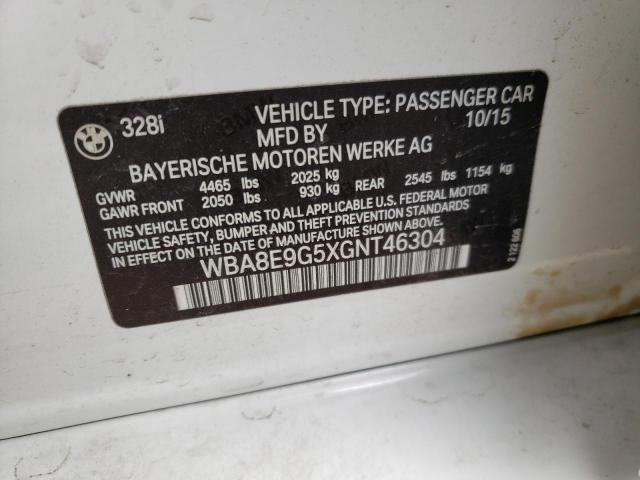 328i VEHICLE TYPE: PASSENGER CAR
MFD BY 10/15
BAYERISCHE MOTOREN WERKE AG
GVWR 4465 lbs 2025 kg
GAWR FRONT 2050 lbs 930 kg REAR 2545 lbs 1154 kg
THIS VEHICLE CONFORMS TO ALL APPLICABLE U.S. FEDERAL MOTOR
VEHICLE SAFETY, BUMPER AND THEFT PREVENTION STANDARDS
IN EFFECT ON THE DATE OF MANUFACTURE SHOWN ABOVE.
WBA8E9G5XGNT46304